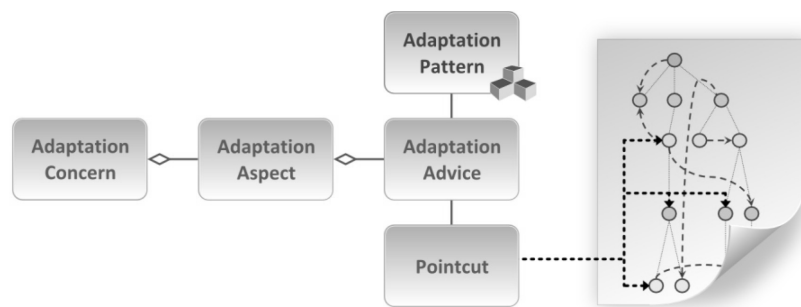 Adaptation
Pattern
Adaptation
Concern
Adaptation
Aspect
Adaptation
Advice
Pointcut